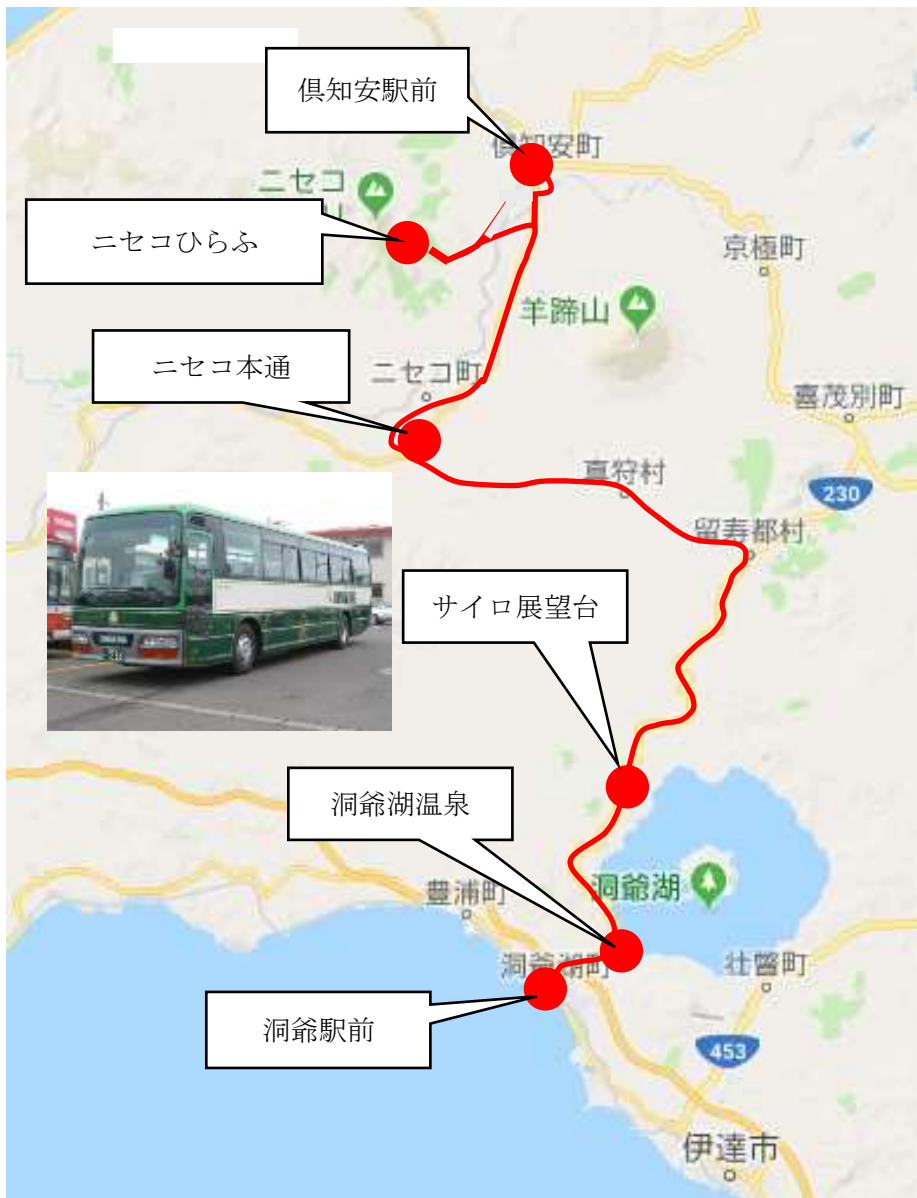 倶知安駅前
倶知安町
ニセコ
ニセコひらふ
京極町
羊蹄山
ニセコ本通
ニセコ町
喜茂別町
真狩村
230
留寿都村
サイロ展望台
洞爺湖温泉
洞爺湖
豊浦町
洞爺湖町
壮瞥町
洞爺駅前
453
伊達市